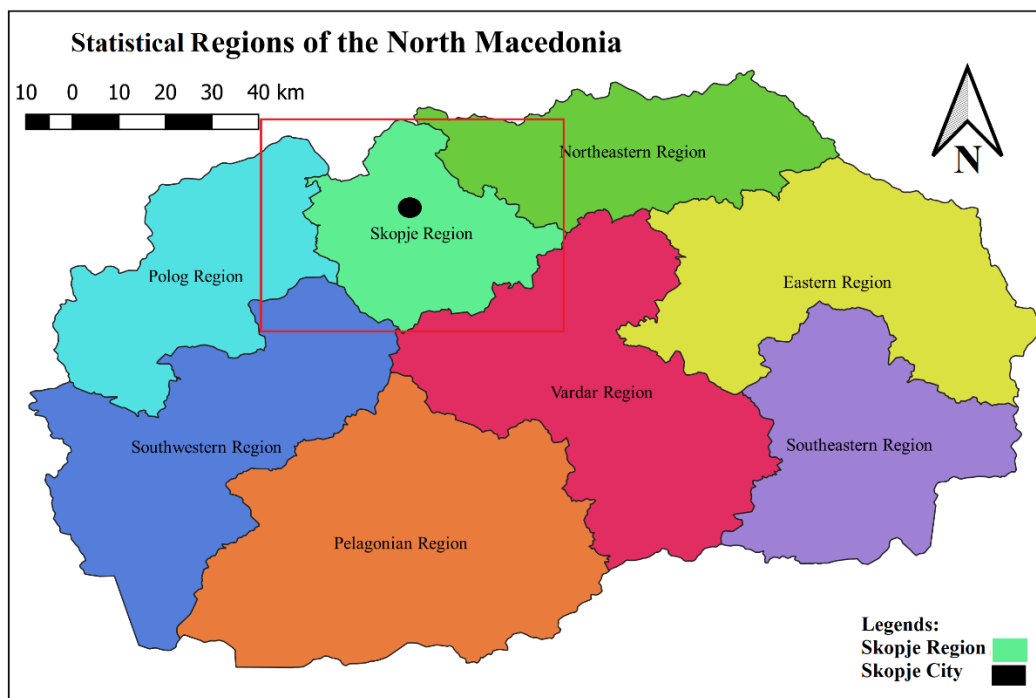 Statistical Regions of the North Macedonia
10 0 10 20 30 40 km
N
Northeastern Region
Skopje Region
Polog Region
Eastern Region
Vardar Region
Southwestern Region
Southeastern Region
Pelagonian Region
Legends:
Skopje Region
Skopje City